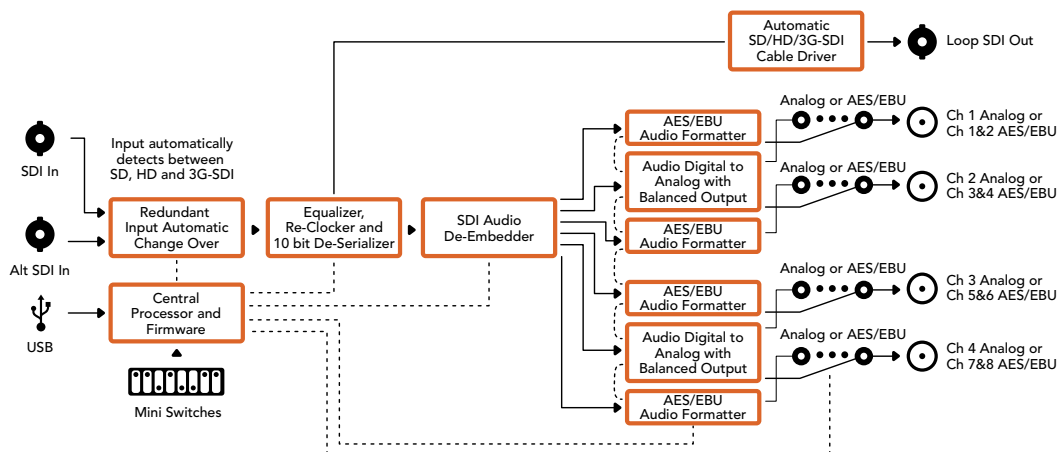 Automatic
SD/HD/3G-SDI
Cable Driver
Loop SDI Out
SDI In
Input automatically
detects between
SD, HD and 3G-SDI
Alt SDI In
Redundant
Input Automatic
Change Over
Equalizer,
Re-Clocker and
10 bit De-Serializer
SDI Audio
De-Embedder
USB
Central
Processor and
Firmware
Mini Switches
AES/EBU
Audio Formatter
Audio Digital to
Analog with
Balanced Output
AES/EBU
Audio Formatter
AES/EBU
Audio Formatter
Audio Digital to
Analog with
Balanced Output
AES/EBU
Audio Formatter
Analog or AES/EBU
Ch 1 Analog or
Ch 1&2 AES/EBU
Analog or AES/EBU
Ch 2 Analog or
Ch 3&4 AES/EBU
Analog or AES/EBU
Ch 3 Analog or
Ch 5&6 AES/EBU
Analog or AES/EBU
Ch 4 Analog or
Ch 7&8 AES/EBU